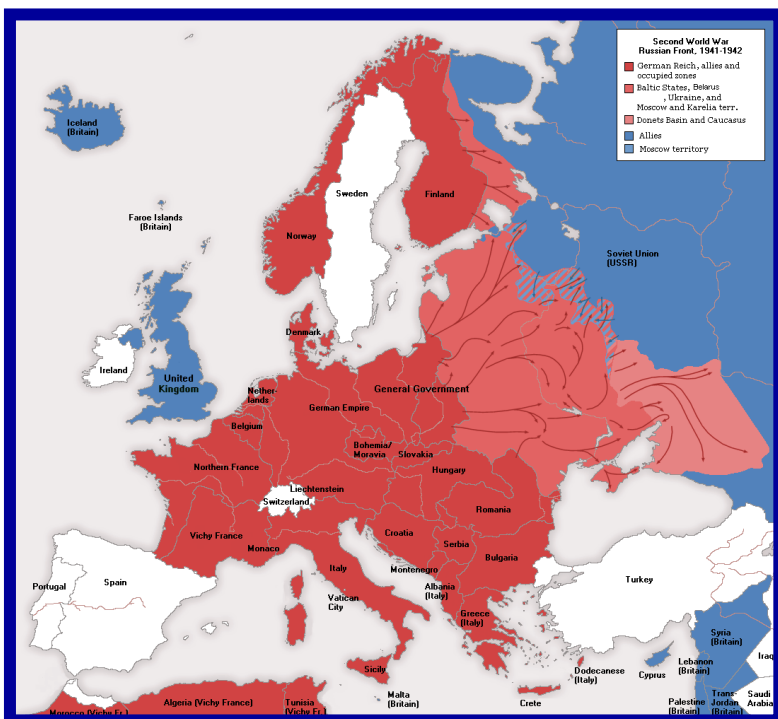 Second World War
Russian Front, 1941-1942
German Reich, allies and
occupied zones
Baltic States, Belarus
, Ukraine, and
Moscow and Karelia terr.
Donets Basin and Caucasus
Allies
Moscow territory
Iceland
(Britain)
Faroe Islands
(Britain)
Sweden
Finland
Norway
Soviet Union
(USSR)
Denmark
Ireland
United
Kingdom
Nether-
lands
General Government
German Empire
Belgium
Bohemia/
Moravia
Slovakia
Northern France
Hungary
Liechtenstein
Switzerland
Romania
Vichy France
Croatia
Monaco
Serbia
Bulgaria
Italy
Montenegro
Portugal
Spain
Turkey
Albania
(Italy)
Vatican
City
Greece
(Italy)
Syria
(Britain)
Iraq
Sicily
Dodecanese
(Italy)
Lebanon
(Britain)
Cyprus
Malta
(Britain)
Crete
Palestine
(Britain)
Trans-
Jordan
(Britain)
Saudi
Arabia
Algeria (Vichy France)
Tunisia
(Vichy Fr.)
Morocco (Vichy Fr.)